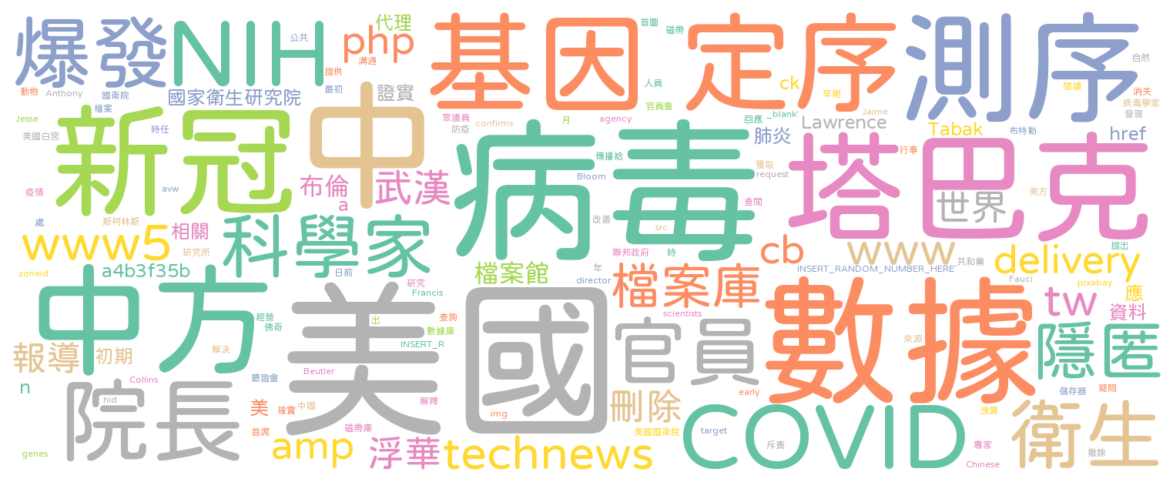 爆發
NIH
php
代理
基因定序
測序
公共
溝通
提供
首圖
磁帶
自然
動物
Anthony
國衛院
檔案
國家衛生研究院
最初
證實
人員
官員會
ck
早期
閱讀
消失
病毒學家
發現
Jesse
美國白宮
時任
新冠
中
眾議員
防疫
confirms
月
agency
回應
_blank'
Lawrence
Jaime
Tabak
布特勒
href
肺炎
病毒
傳播給
Bloom
獲取
request
行事
塔巴克
世界
疫情
avw
布倫
a
武漢
處
斯柯林斯
改善
查閱
src
美方
www5
相關
研究所
科學家
聯邦政府
時
cb
www
共和黨
提出
delivery
zoneid
a4b3f35b
日前
檔案館
年
director
檔案庫
INSERT_RANDOM_NUMBER_HERE'
Fauci
pixabay
應
研究
Francis
中方
經營
佛奇
美
出
查詢
數據庫
INSERT_R
國
scientists
官員
數據
tw
資料
來源
隱匿
報導
初期
解決
n
Collins
院長
hid
聽證會
Beutler
解釋
美
確實
中國
首席
磁帶庫
img
刪除
美國國衛院
early
target
儲存器
疑問
洩露
genes
amp
浮華
technews
COVID
斥責
專家
Chinese
衛生
撤除